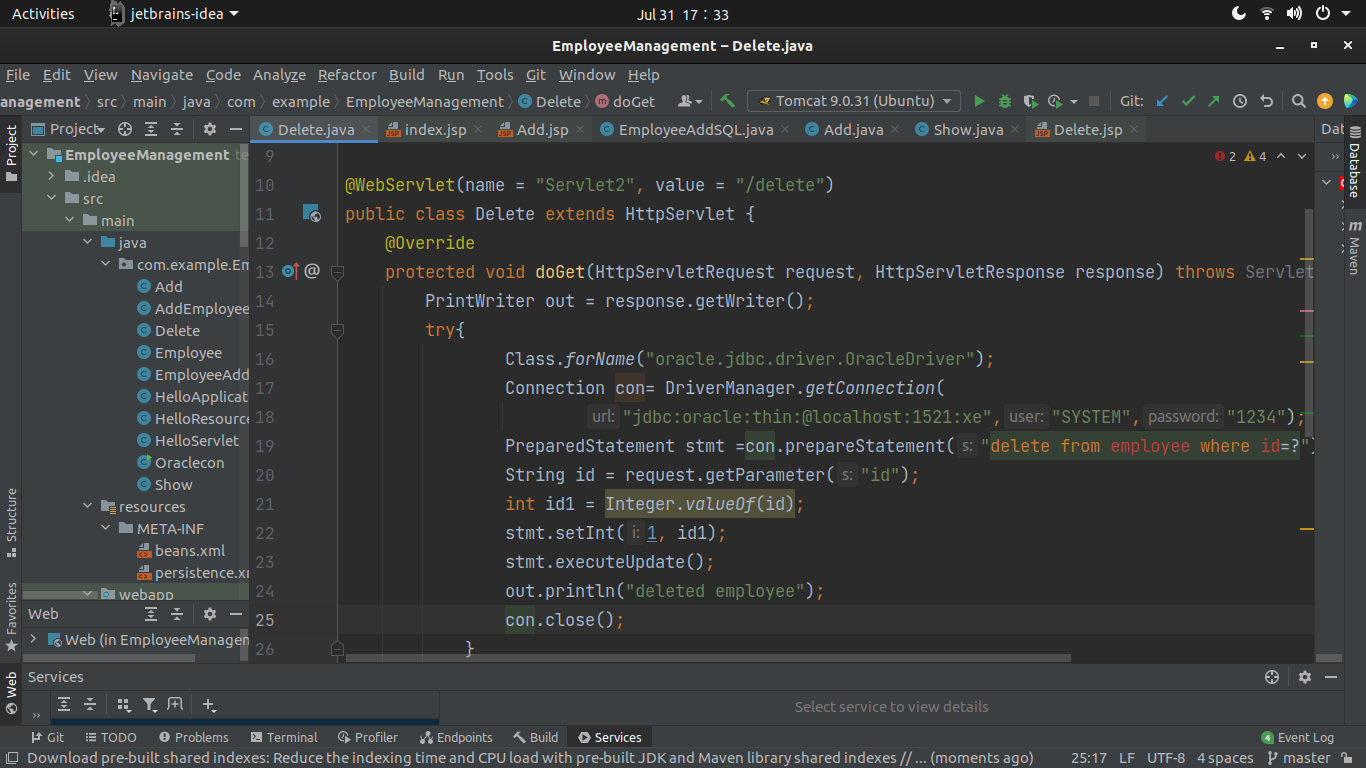 Activities jetbrains-idea Jul 31 17:33
EmployeeManagement – Delete.java
File Edit View Navigate Code Analyze Refactor Build Run Tools Git Window Help
anagement src main java com example EmployeeManagement Delete doGet Tomcat 9.0.31 (Ubuntu) Git:
Project Delete.java index.jsp Add.jsp EmployeeAddSQL.java Add.java Show.java Delete.jsp Dat
Project
Structure
Favorites
Web
Database
Maven
EmployeeManagement te
.idea
src
main
java
com.example.Em
Add
AddEmployee
Delete
Employee
EmployeeAdd
HelloApplicat
HelloResource
HelloServlet
Oraclecon
Show
resources
META-INF
beans.xml
persistence.xm
webapp
Web
Web (in EmployeeManagem
2 4
9
10 @WebServlet(name = "Servlet2", value = "/delete")
11 public class Delete extends HttpServlet {
12 @Override
13 protected void doGet(HttpServletRequest request, HttpServletResponse response) throws Servlet
14 PrintWriter out = response.getWriter();
15 try{
16 Class.forName("oracle.jdbc.driver.OracleDriver");
17 Connection con= DriverManager.getConnection(
18 url: "jdbc:oracle:thin:@localhost:1521:xe", user: "SYSTEM", password: "1234");
19 PreparedStatement stmt =con.prepareStatement( s: "delete from employee where id=?")
20 String id = request.getParameter( s: "id");
21 int id1 = Integer.valueOf(id);
22 stmt.setInt( i: 1, id1);
23 stmt.executeUpdate();
24 out.println("deleted employee");
25 con.close();
26 }
Services
Select service to view details
Git TODO Problems Terminal Profiler Endpoints Build Services 4 Event Log
Download pre-built shared indexes: Reduce the indexing time and CPU load with pre-built JDK and Maven library shared indexes // ... (moments ago) 25:17 LF UTF-8 4 spaces master